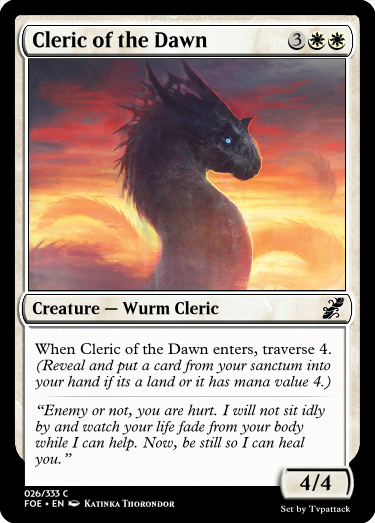 Cleric of the Dawn 3
Creature — Wurm Cleric
When Cleric of the Dawn enters, traverse 4.
(Reveal and put a card from your sanctum into
your hand if its a land or it has mana value 4.)
“Enemy or not, you are hurt. I will not sit idly
by and watch your life fade from your body
while I can help. Now, be still so I can heal
you.”
4/4
026/333 C
FOE • EN Katinka Thorondor
Set by Tvpattack